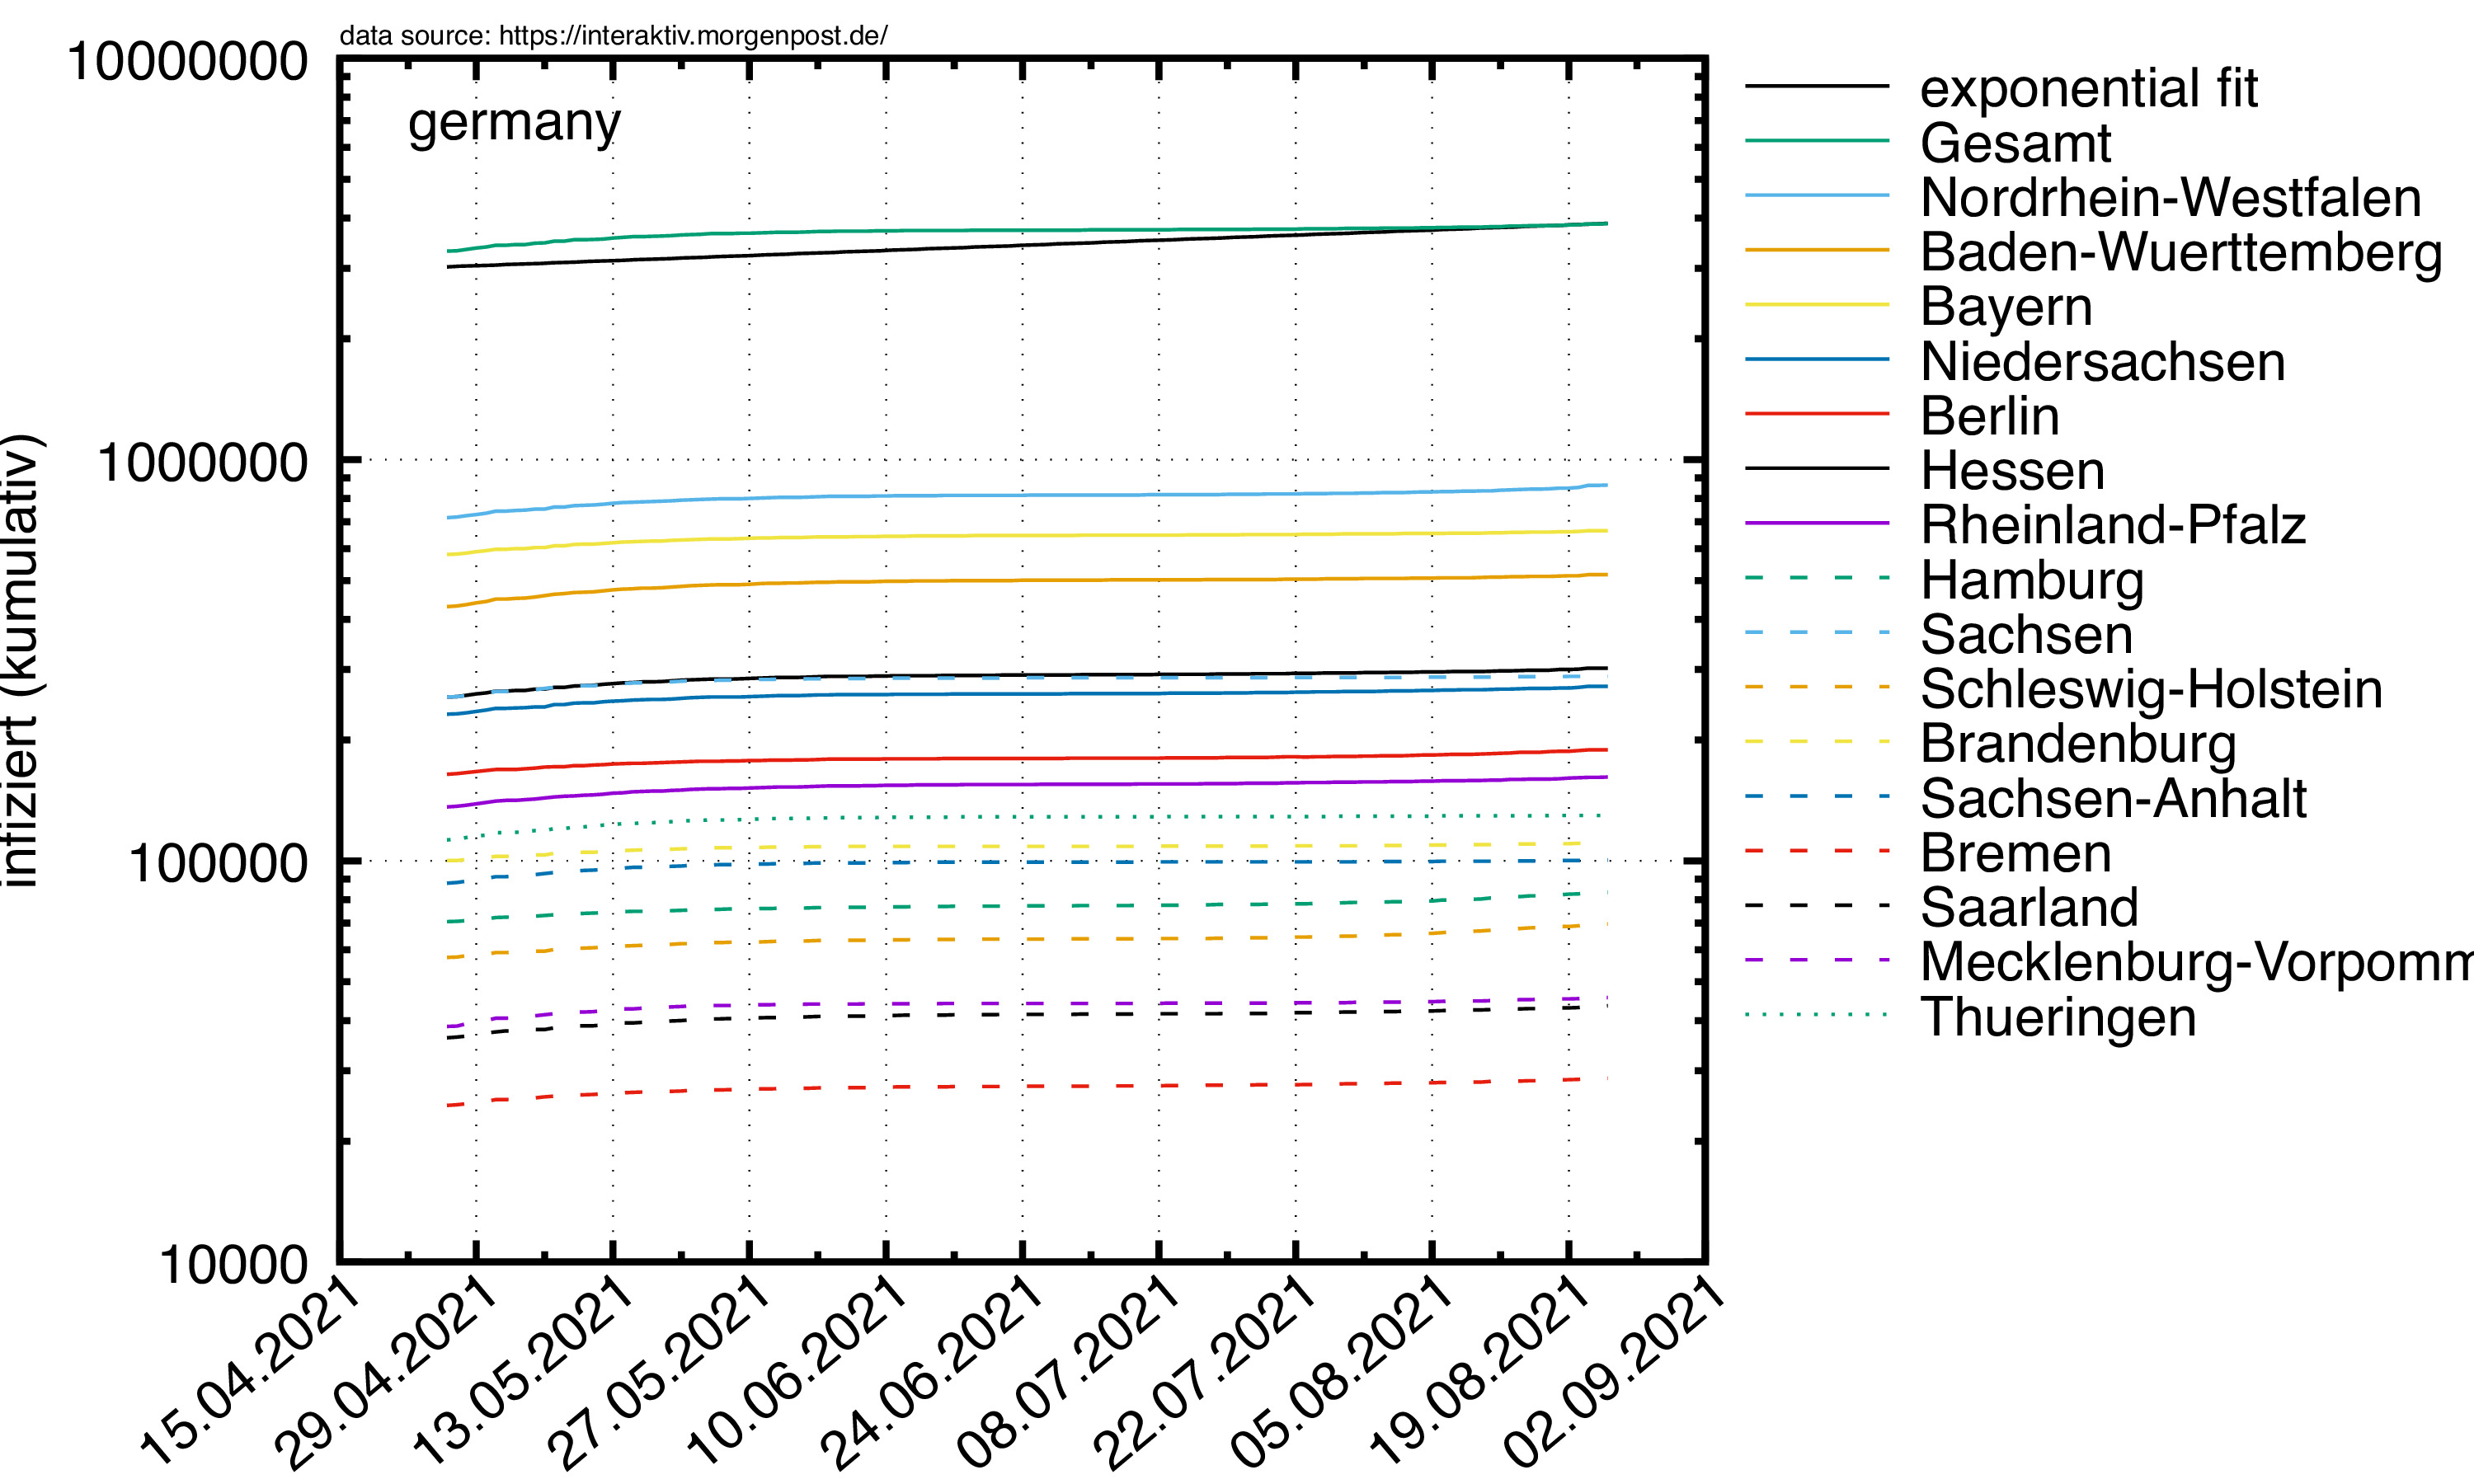 data source: https://interaktiv.morgenpost.de/
10000000
germany
1000000
100000
10000
infiziert (kumulativ)
15.04.2021
29.04.2021
13.05.2021
27.05.2021
10.06.2021
24.06.2021
08.07.2021
22.07.2021
05.08.2021
19.08.2021
02.09.2021
exponential fit
Gesamt
Nordrhein-Westfalen
Baden-Wuerttemberg
Bayern
Niedersachsen
Berlin
Hessen
Rheinland-Pfalz
Hamburg
Sachsen
Schleswig-Holstein
Brandenburg
Sachsen-Anhalt
Bremen
Saarland
Mecklenburg-Vorpomm
Thueringen